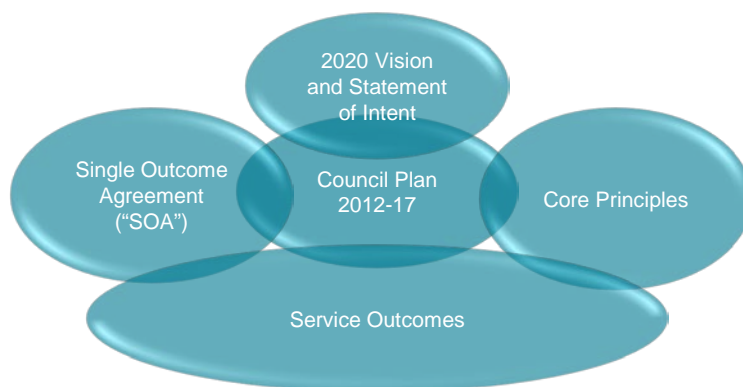 2020 Vision
and Statement
of Intent
Single Outcome
Agreement
(“SOA”)
Council Plan
2012-17
Core Principles
Service Outcomes